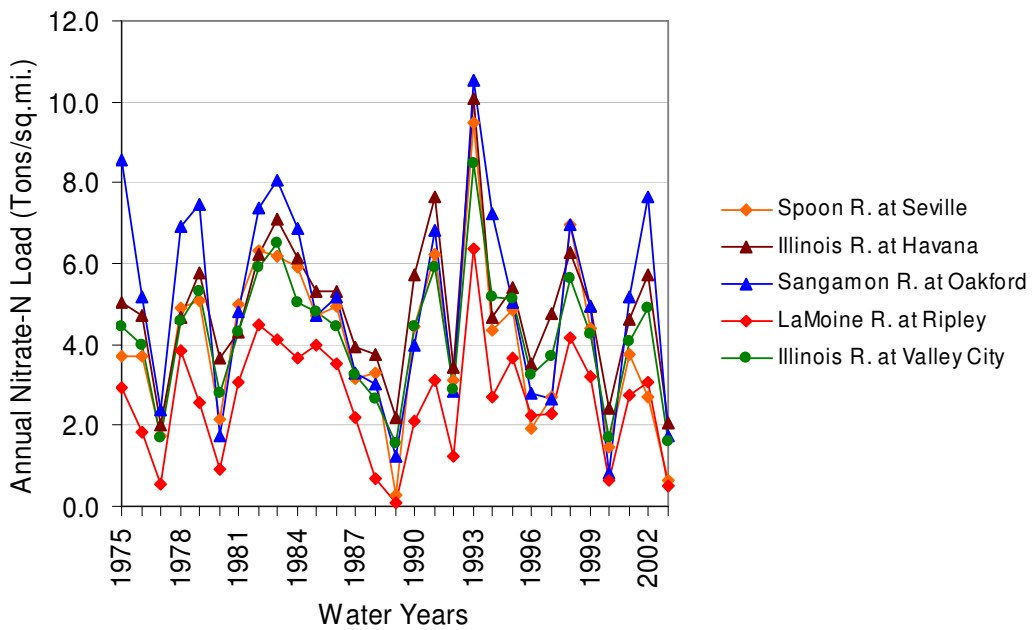 Annual Nitrate-N Load (Tons/sq.mi.)
12.0
10.0
8.0
6.0
4.0
2.0
0.0
1975
1978
1981
1984
1987
1990
1993
1996
1999
2002
Water Years
Spoon R. at Seville
Illinois R. at Havana
Sangamon R. at Oakford
LaMoine R. at Ripley
Illinois R. at Valley City